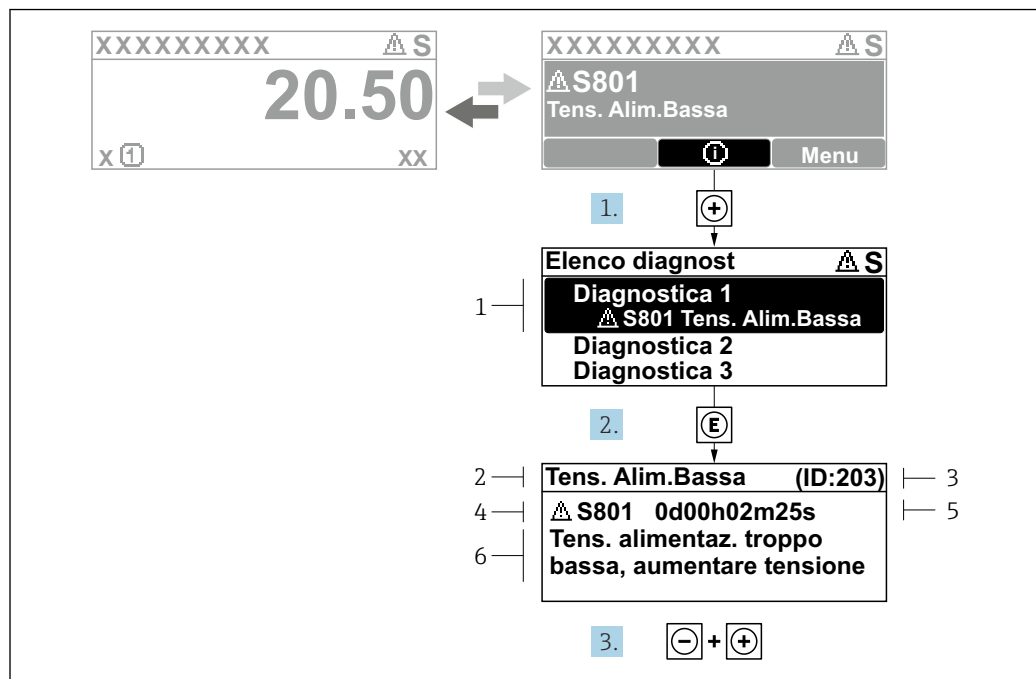 XXXXXXXXX ⚠ S
20.50
x ① xx
XXXXXXXXX ⚠ S
⚠ S801
Tens. Alim.Bassa
ⓘ Menu
1. +
Elenco diagnost ⚠ S
1
Diagnostica 1
⚠ S801 Tens. Alim.Bassa
Diagnostica 2
Diagnostica 3
2. E
2 Tens. Alim.Bassa (ID:203) 3
4 ⚠ S801 0d00h02m25s 5
6
Tens. alimentaz. troppo
bassa, aumentare tensione
3. - + +